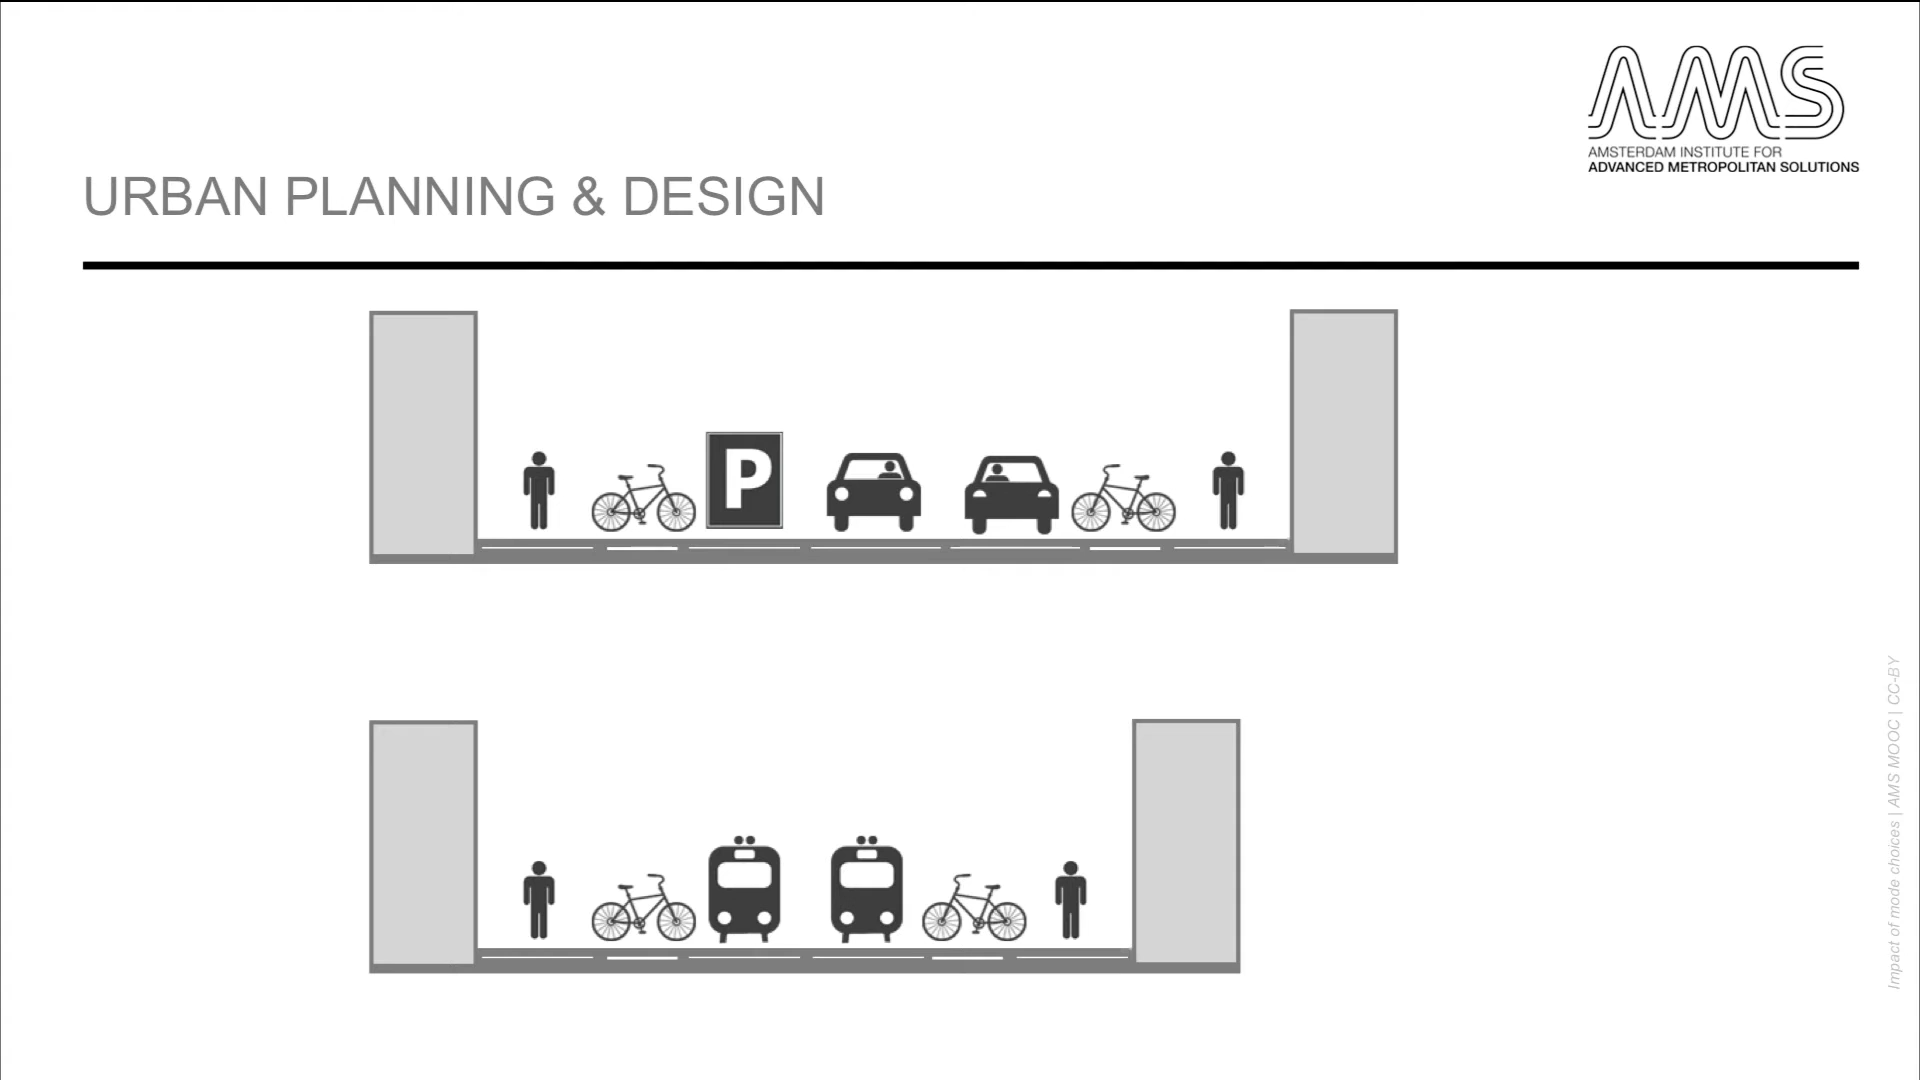 AMS
AMSTERDAM INSTITUTE FOR
ADVANCED METROPOLITAN SOLUTIONS
URBAN PLANNING & DESIGN
P
Impact of mode choices | AMS MOOC | CC-BY